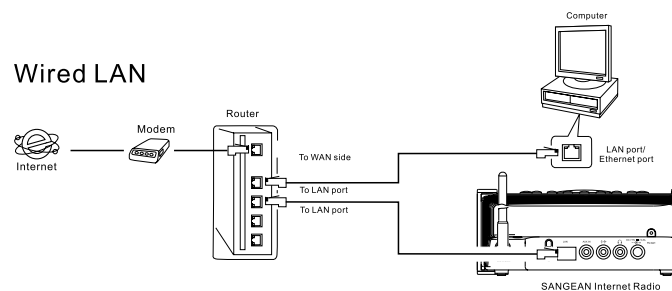 Computer
Wired LAN
Router
Modem
Internet
To WAN side
LAN port/
Ethernet port
To LAN port
To LAN port
SANGEAN Internet Radio